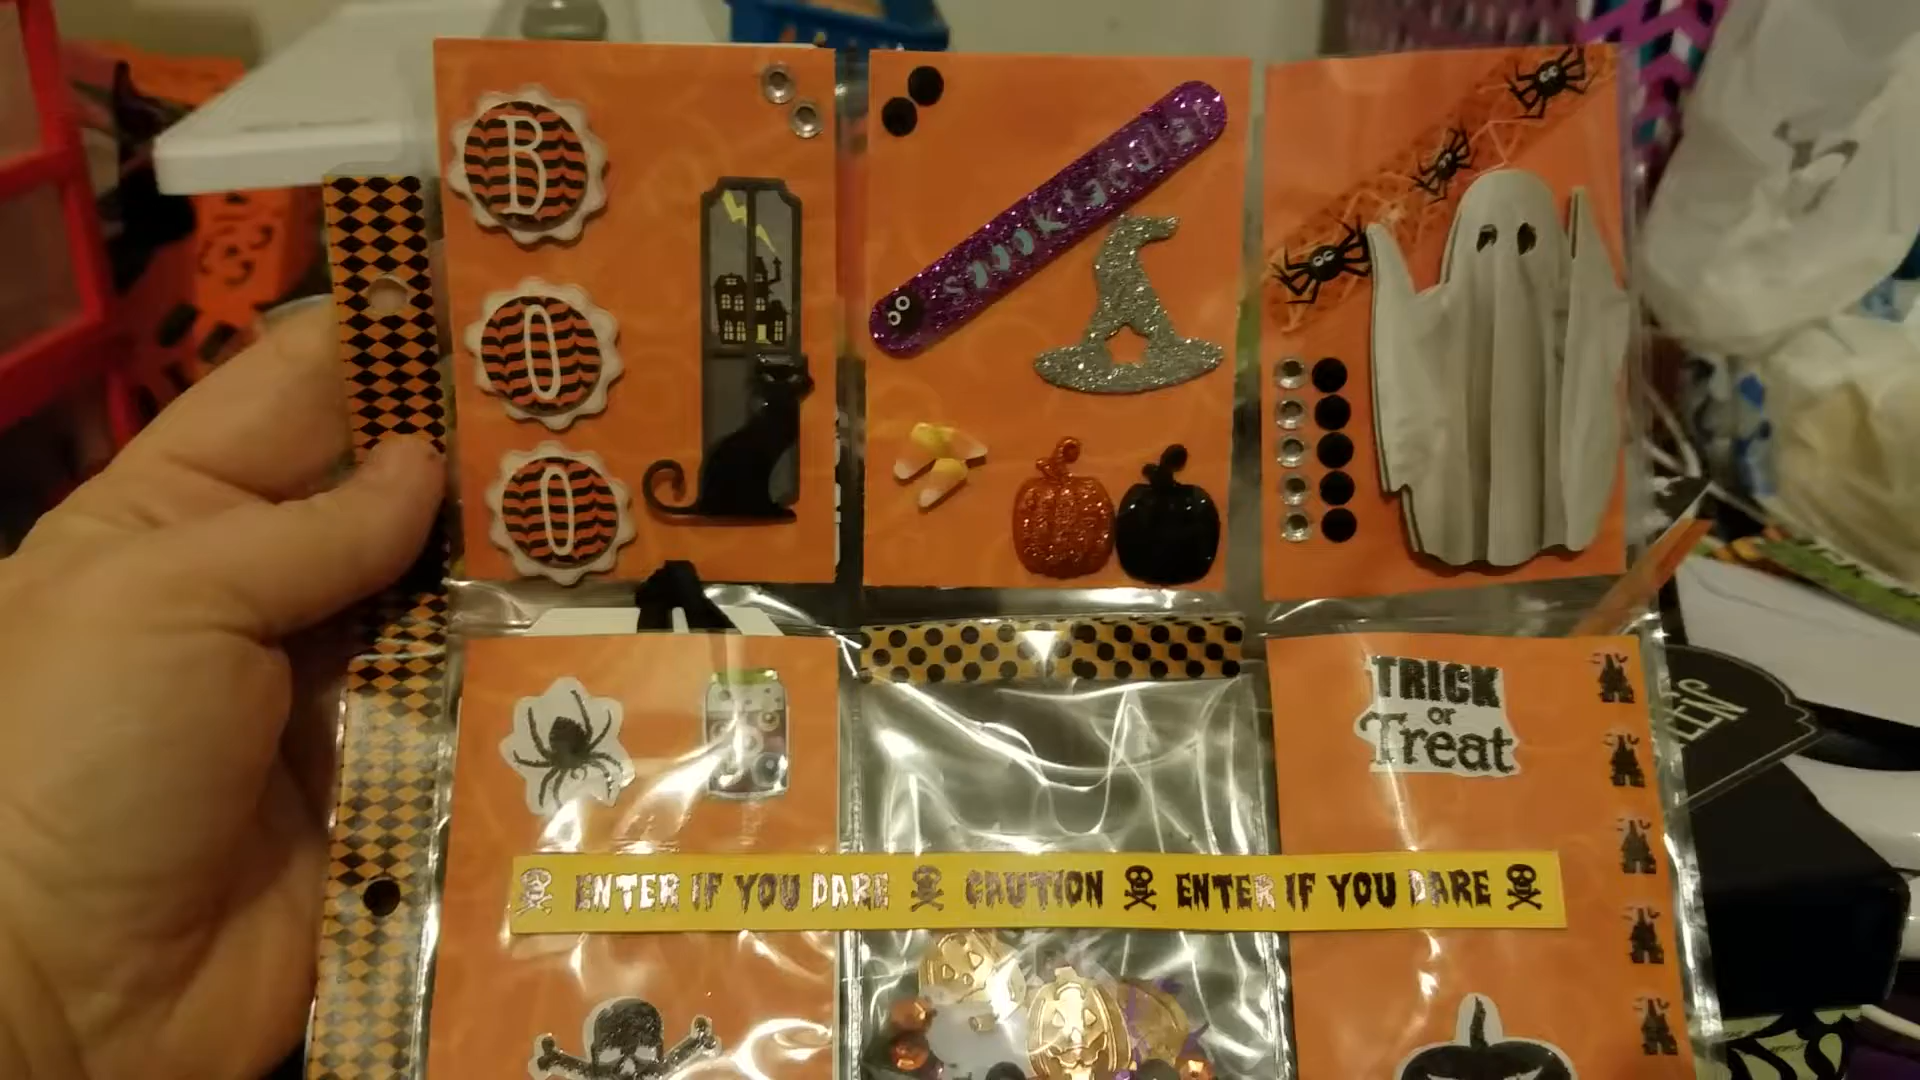 B
O
O
spooktacular
TRICK
or
Treat
ENTER IF YOU DARE CAUTION ENTER IF YOU DARE